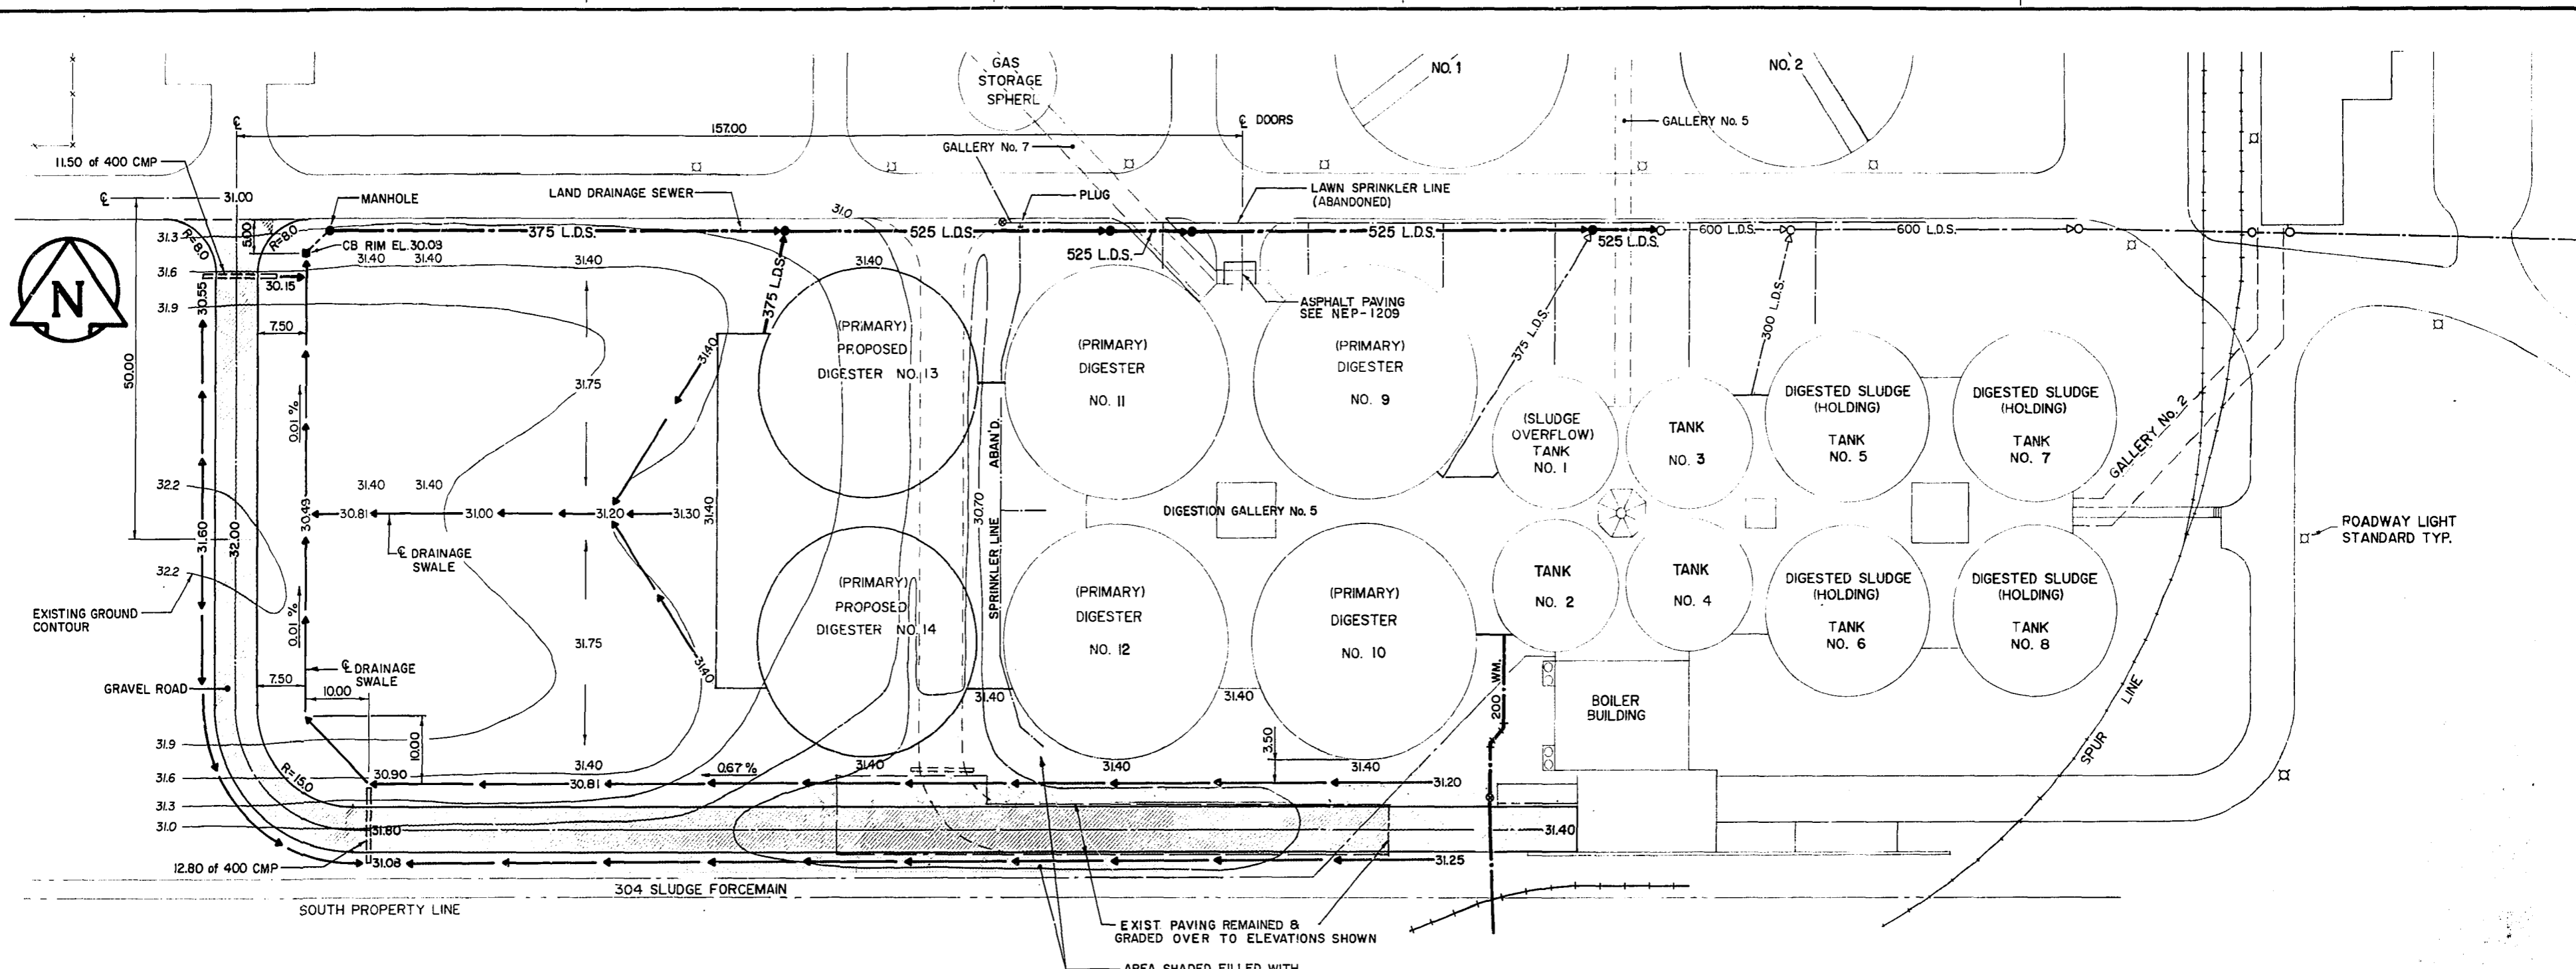 GAS
STORAGE
SPHERE
NO. 1
NO. 2
℄
157.00
℄ DOORS
GALLERY No. 5
GALLERY No. 7
11.50 of 400 CMP
℄
31.00
MANHOLE
LAND DRAINAGE SEWER
31.0
PLUG
LAWN SPRINKLER LINE
(ABANDONED)
31.3
R=8.0
5.00
R=8.0
375 L.D.S.
525 L.D.S.
525 L.D.S.
525 L.D.S.
600 L.D.S.
600 L.D.S.
CB RIM EL.30.09
31.40
31.40
31.40
31.40
525 L.D.S.
N
31.6
30.15
30.55
31.9
375 L.D.S.
ASPHALT PAVING
SEE NEP-1209
375 L.D.S.
300 L.D.S.
7.50
50.00
31.40
31.75
0.01 %
(PRIMARY)
PROPOSED
DIGESTER NO. 13
(PRIMARY)
DIGESTER
NO. 11
(PRIMARY)
DIGESTER
NO. 9
(SLUDGE
OVERFLOW)
TANK
NO. 1
TANK
NO. 3
DIGESTED SLUDGE
(HOLDING)
TANK
NO. 5
DIGESTED SLUDGE
(HOLDING)
TANK
NO. 7
GALLERY No. 2
SPRINKLER LINE ABAN'D.
32.2
31.40
31.40
31.60
32.00
30.49
30.81
31.00
31.20
31.30
31.40
30.70
DIGESTION GALLERY No. 5
ROADWAY LIGHT
STANDARD TYP.
℄ DRAINAGE
SWALE
32.2
EXISTING GROUND
CONTOUR
0.01 %
31.75
31.40
(PRIMARY)
PROPOSED
DIGESTER NO. 14
(PRIMARY)
DIGESTER
NO. 12
(PRIMARY)
DIGESTER
NO. 10
TANK
NO. 2
TANK
NO. 4
DIGESTED SLUDGE
(HOLDING)
TANK
NO. 6
DIGESTED SLUDGE
(HOLDING)
TANK
NO. 8
℄ DRAINAGE
SWALE
GRAVEL ROAD
7.50
10.00
31.40
31.40
200 WM.
BOILER
BUILDING
SPUR LINE
31.9
10.00
3.50
31.6
R=15.0
30.90
31.40
30.81
0.67 %
31.40
31.40
31.40
31.20
31.3
31.0
31.80
31.40
12.80 of 400 CMP
31.08
31.25
304 SLUDGE FORCEMAIN
SOUTH PROPERTY LINE
EXIST. PAVING REMAINED &
GRADED OVER TO ELEVATIONS SHOWN
AREA SHADED FILLED WITH